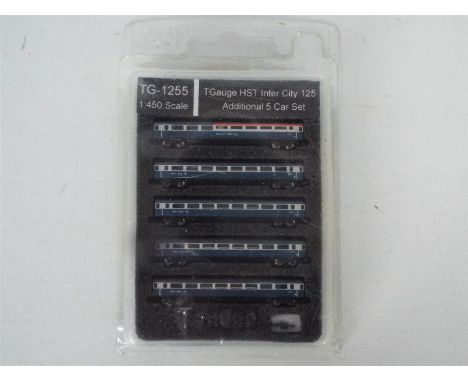 TG-1255
1:450 Scale
TGauge HST Inter City 125
Additional 5 Car Set